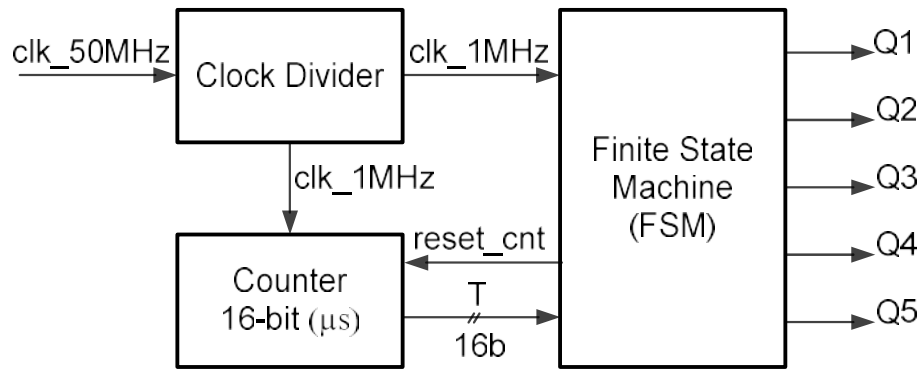 clk_50MHz
Clock Divider
clk_1MHz
clk_1MHz
Counter
16-bit (μs)
reset_cnt
T
16b
Finite State
Machine
(FSM)
Q1
Q2
Q3
Q4
Q5